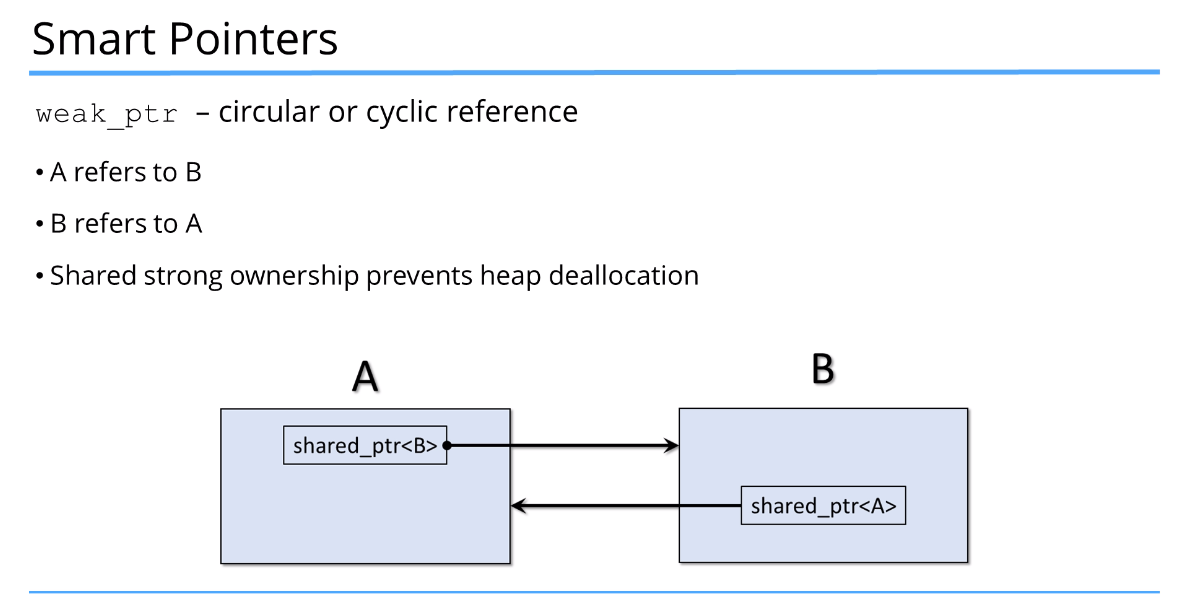 Smart Pointers
weak_ptr – circular or cyclic reference
• A refers to B
• B refers to A
• Shared strong ownership prevents heap deallocation
A
B
shared_ptr<B>
shared_ptr<A>